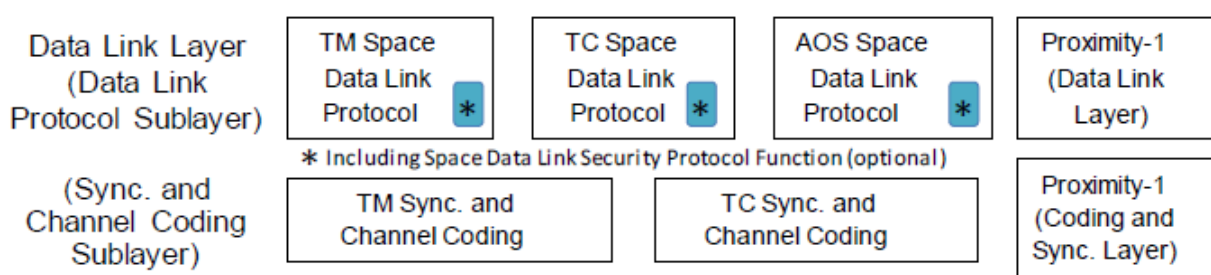 Data Link Layer
(Data Link
Protocol Sublayer)
TM Space
Data Link
Protocol *
TC Space
Data Link
Protocol *
AOS Space
Data Link
Protocol *
Proximity-1
(Data Link
Layer)
* Including Space Data Link Security Protocol Function (optional)
(Sync. and
Channel Coding
Sublayer)
TM Sync. and
Channel Coding
TC Sync. and
Channel Coding
Proximity-1
(Coding and
Sync. Layer)